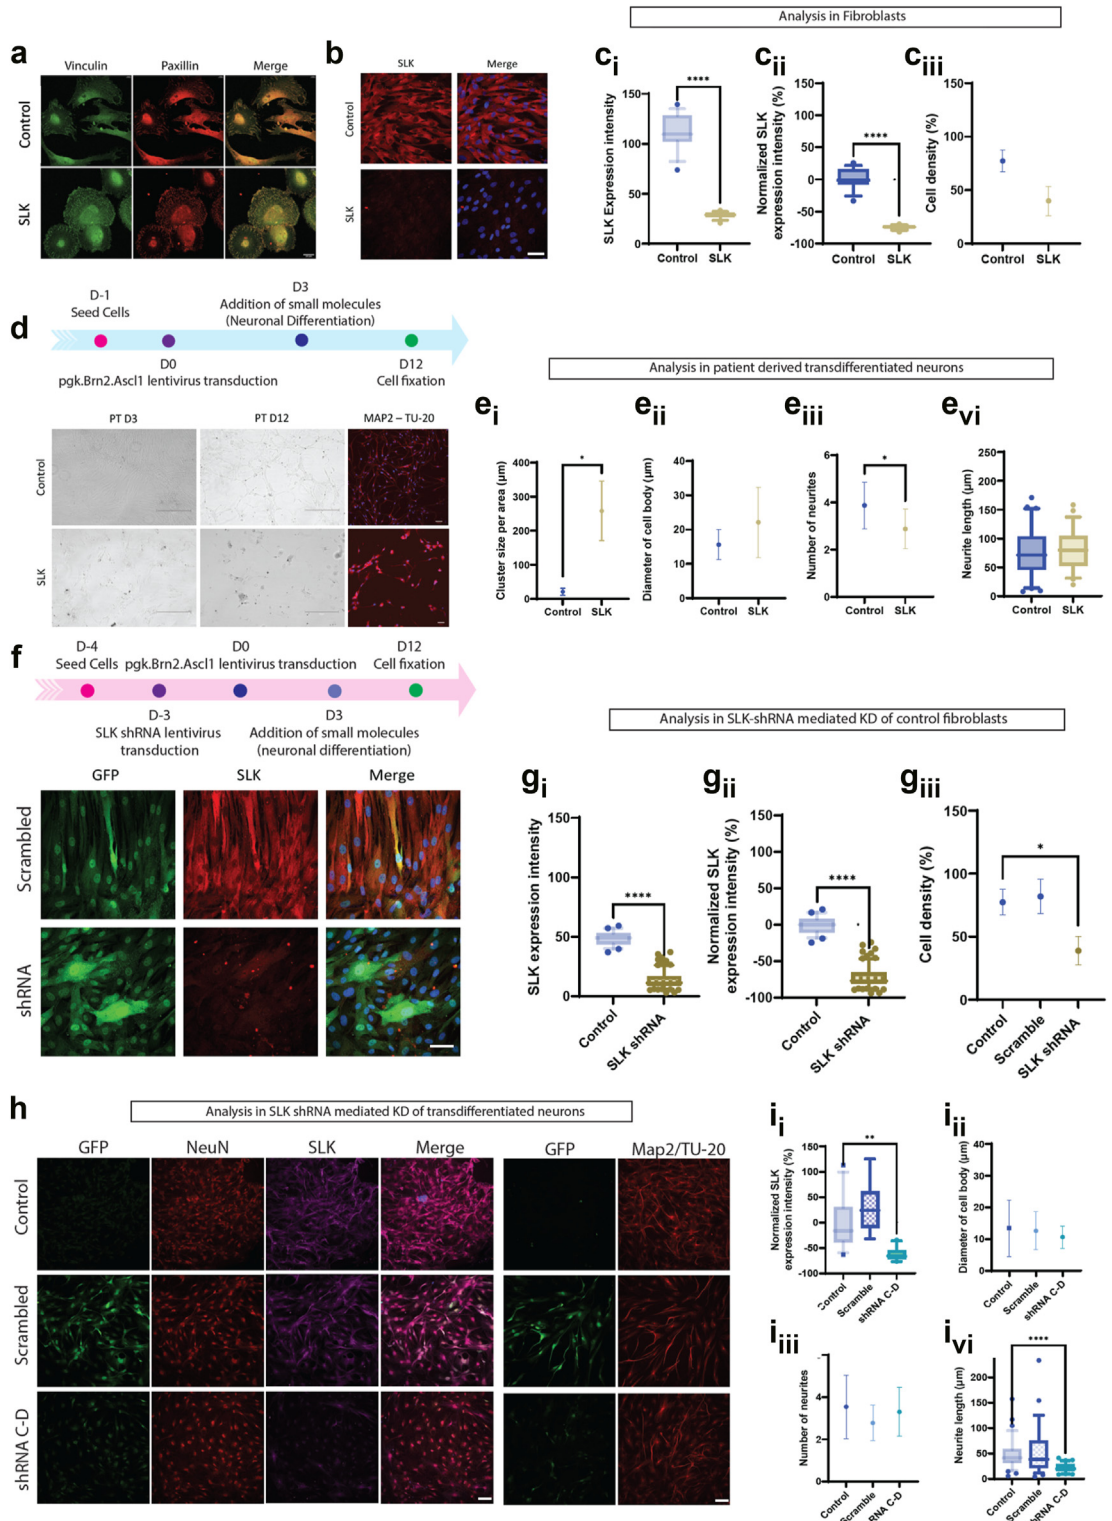 Analysis in Fibroblasts
a
Vinculin Paxillin Merge
Control
SLK
b
SLK Merge
Control
SLK
ci
SLK Expression intensity
150
100
50
0
****
Control SLK
cii
Normalized SLK
expression intensity (%)
150
100
50
0
-50
-100
****
Control SLK
ciii
Cell density (%)
150
100
50
0
Control SLK
d
D-1
Seed Cells
D3
Addition of small molecules
(Neuronal Differentiation)
D0
pgk.Brn2.Ascl1 lentivirus transduction
D12
Cell fixation
PT D3 PT D12 MAP2 – TU-20
Control
SLK
Analysis in patient derived transdifferentiated neurons
ei
Cluster size per area (µm)
400
300
200
100
0
*
Control SLK
eii
Diameter of cell body (µm)
40
30
20
10
0
Control SLK
eiii
Number of neurites
6
4
2
0
*
Control SLK
evi
Neurite length (µm)
250
200
150
100
50
0
Control SLK
f
D-4
Seed Cells
D0
pgk.Brn2.Ascl1 lentivirus transduction
D12
Cell fixation
D-3
SLK shRNA lentivirus
transduction
D3
Addition of small molecules
(neuronal differentiation)
GFP SLK Merge
Scrambled
shRNA
Analysis in SLK-shRNA mediated KD of control fibroblasts
gi
SLK expression intensity
150
100
50
0
****
Control
SLK shRNA
gii
Normalized SLK
expression intensity (%)
150
100
50
0
-50
-100
****
Control
SLK shRNA
giii
Cell density (%)
150
100
50
0
*
Control
Scramble
SLK shRNA
h
Analysis in SLK shRNA mediated KD of transdifferentiated neurons
GFP NeuN SLK Merge GFP Map2/TU-20
Control
Scrambled
shRNA C-D
ii
Normalized SLK
expression intensity (%)
150
100
50
0
-50
-100
**
Control
Scramble
shRNA C-D
iii
Diameter of cell body (µm)
40
30
20
10
0
Control
Scramble
shRNA C-D
iiii
Number of neurites
4
2
0
Control
Scramble
shRNA C-D
ivi
Neurite length (µm)
200
150
100
50
0
****
Control
Scramble
shRNA C-D